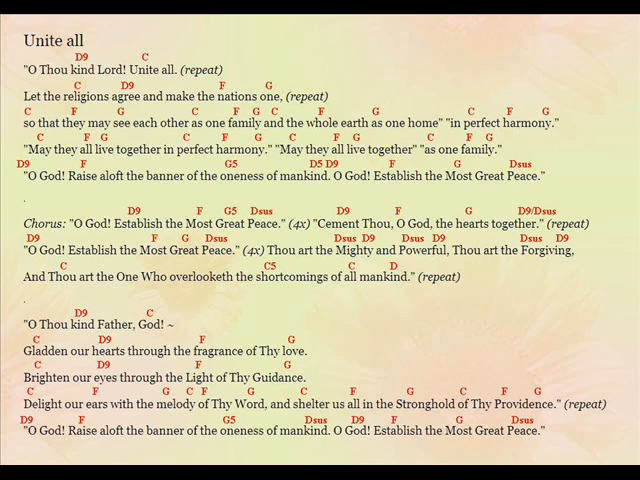 Unite all
D9 C
"O Thou kind Lord! Unite all. (repeat)
C D9 F G
Let the religions agree and make the nations one, (repeat)
C F G C F G C F G C F G
so that they may see each other as one family and the whole earth as one home" "in perfect harmony."
C F G C F G C F G C F G
"May they all live together in perfect harmony." "May they all live together" "as one family."
D9 F G5 D5 D9 F G Dsus
"O God! Raise aloft the banner of the oneness of mankind. O God! Establish the Most Great Peace."
.
D9 F G5 Dsus D9 F G D9/Dsus
Chorus: "O God! Establish the Most Great Peace." (4x) "Cement Thou, O God, the hearts together." (repeat)
D9 F G Dsus Dsus D9 Dsus D9 Dsus D9
"O God! Establish the Most Great Peace." (4x) Thou art the Mighty and Powerful, Thou art the Forgiving,
C C5 C D
And Thou art the One Who overlooketh the shortcomings of all mankind." (repeat)
.
D9 C
"O Thou kind Father, God! ~
C D9 F G
Gladden our hearts through the fragrance of Thy love.
C D9 F G
Brighten our eyes through the Light of Thy Guidance.
C F G C F G C F G C F G
Delight our ears with the melody of Thy Word, and shelter us all in the Stronghold of Thy Providence." (repeat)
D9 F G5 Dsus D9 F G Dsus
"O God! Raise aloft the banner of the oneness of mankind. O God! Establish the Most Great Peace."